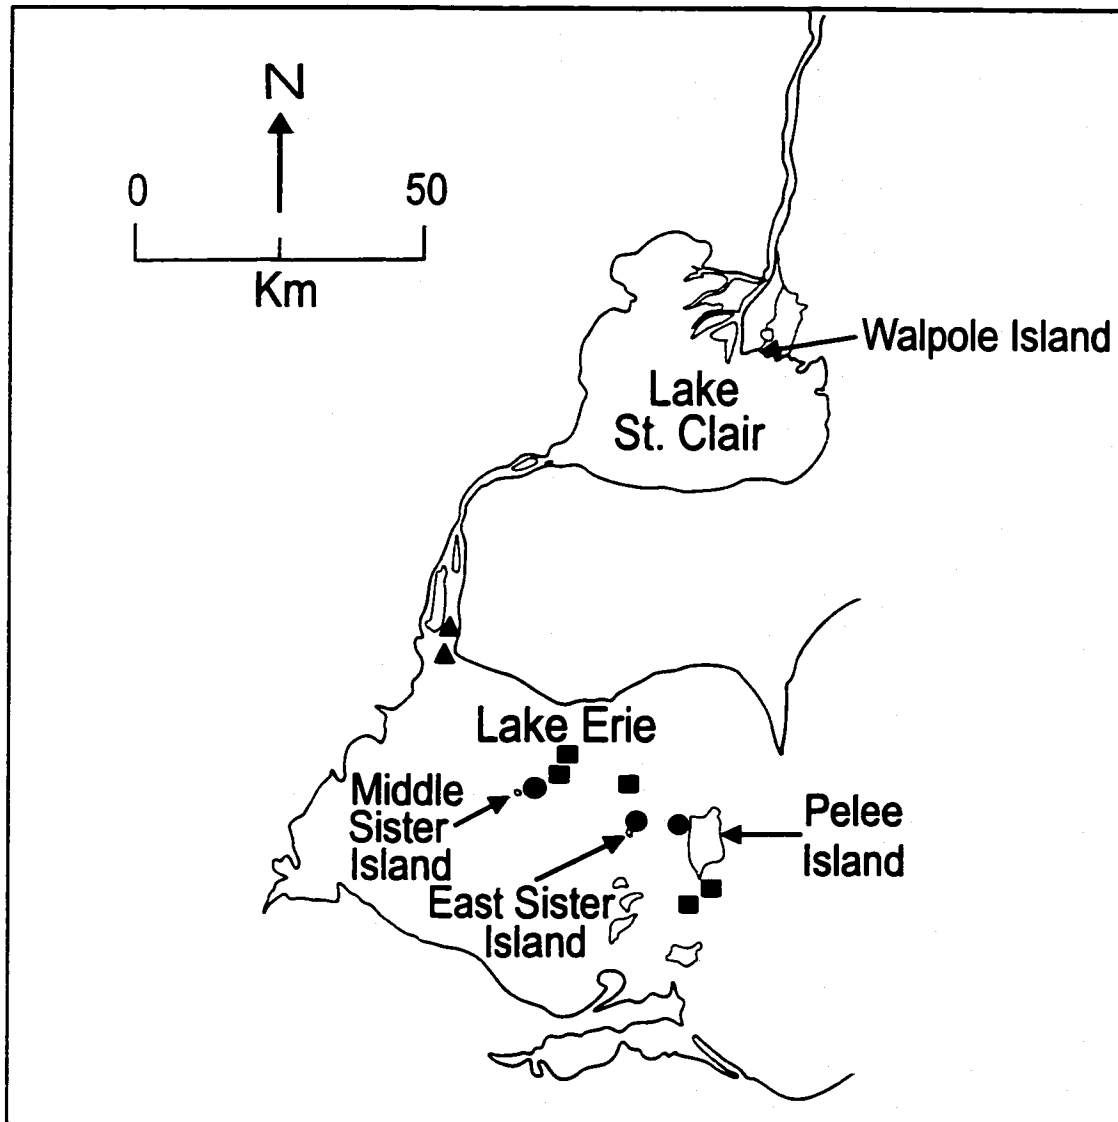 N
0 50
Km
Walpole Island
Lake
St. Clair
Lake Erie
Middle
Sister
Island
Pelee
Island
East Sister
Island